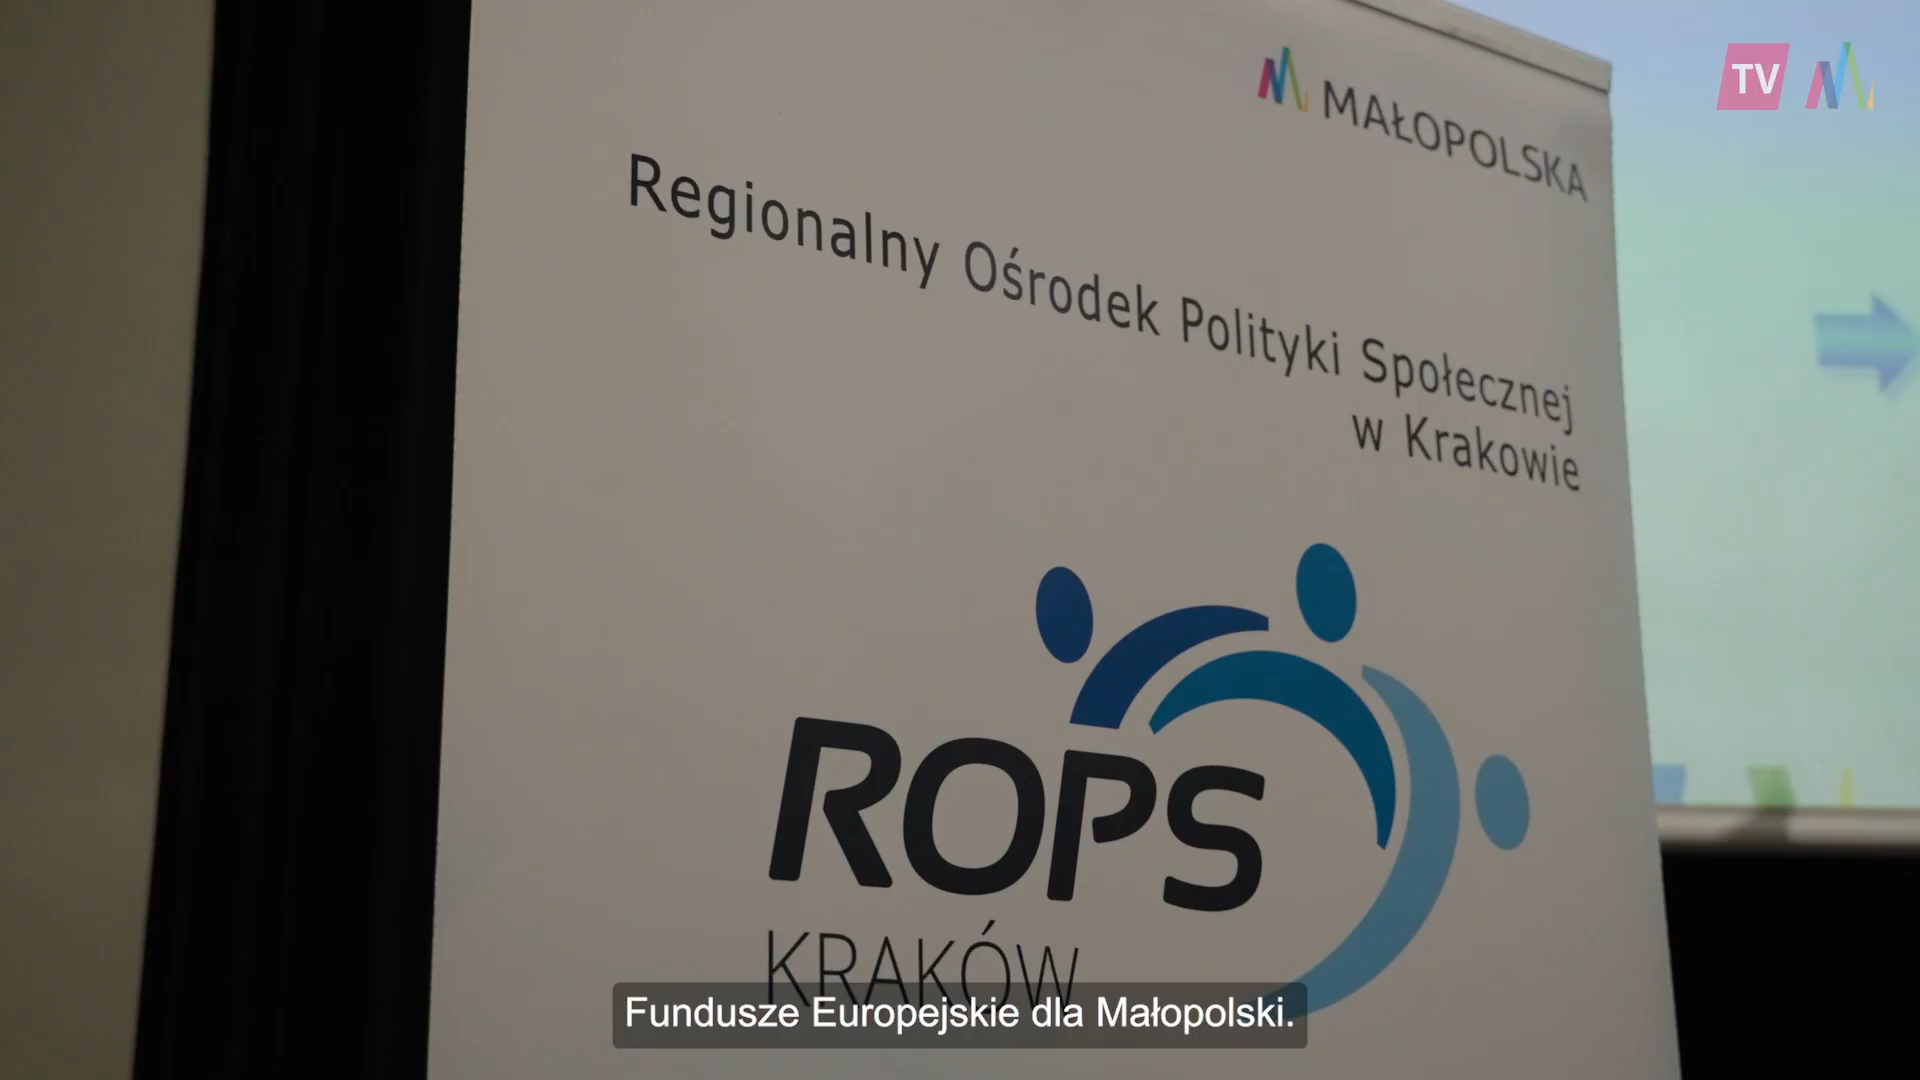 TV
MAŁOPOLSKA
Regionalny Ośrodek Polityki Społecznej
w Krakowie
ROPS
KRAKÓW
Fundusze Europejskie dla Małopolski.